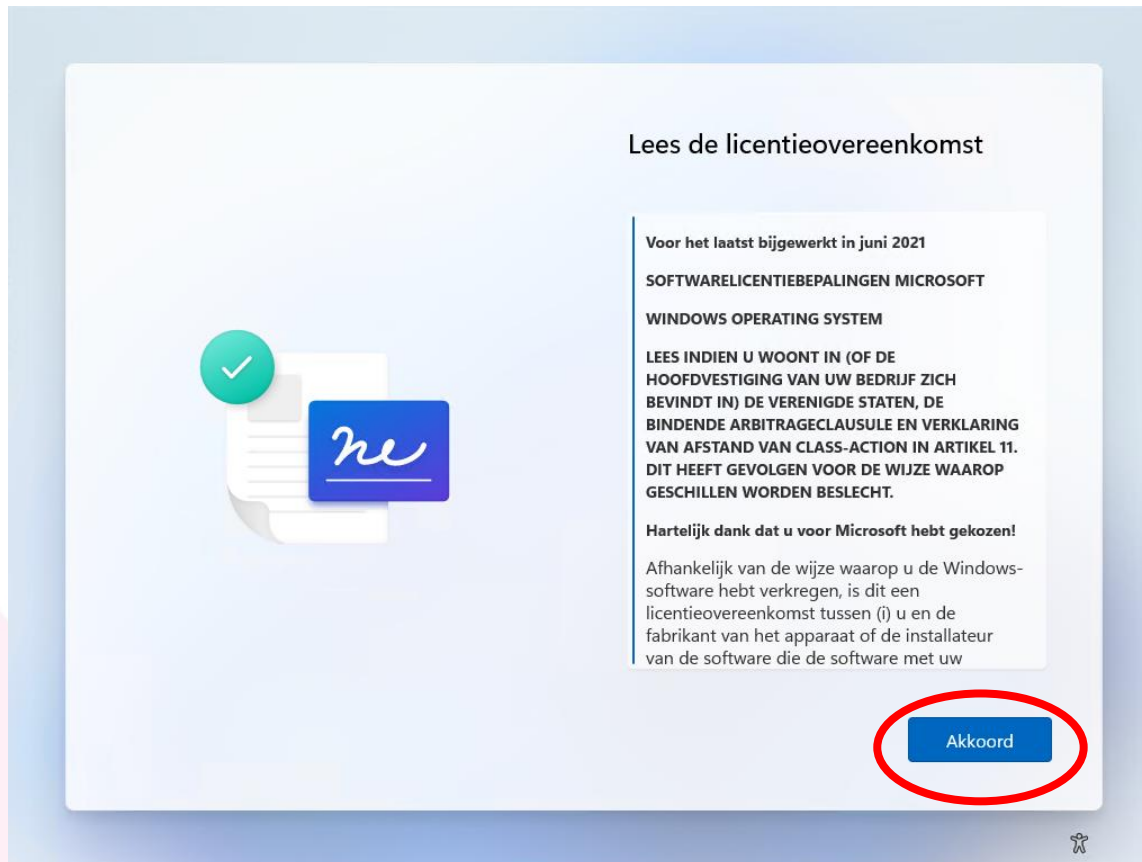 Lees de licentieovereenkomst
Voor het laatst bijgewerkt in juni 2021
SOFTWARELICENTIEBEPALINGEN MICROSOFT
WINDOWS OPERATING SYSTEM
LEES INDIEN U WOONT IN (OF DE
HOOFDVESTIGING VAN UW BEDRIJF ZICH
BEVINDT IN) DE VERENIGDE STATEN, DE
BINDENDE ARBITRAGECLAUSULE EN VERKLARING
VAN AFSTAND VAN CLASS-ACTION IN ARTIKEL 11.
DIT HEEFT GEVOLGEN VOOR DE WIJZE WAAROP
GESCHILLEN WORDEN BESLECHT.
Hartelijk dank dat u voor Microsoft hebt gekozen!
Afhankelijk van de wijze waarop u de Windows-
software hebt verkregen, is dit een
licentieovereenkomst tussen (i) u en de
fabrikant van het apparaat of de installateur
van de software die de software met uw
Akkoord